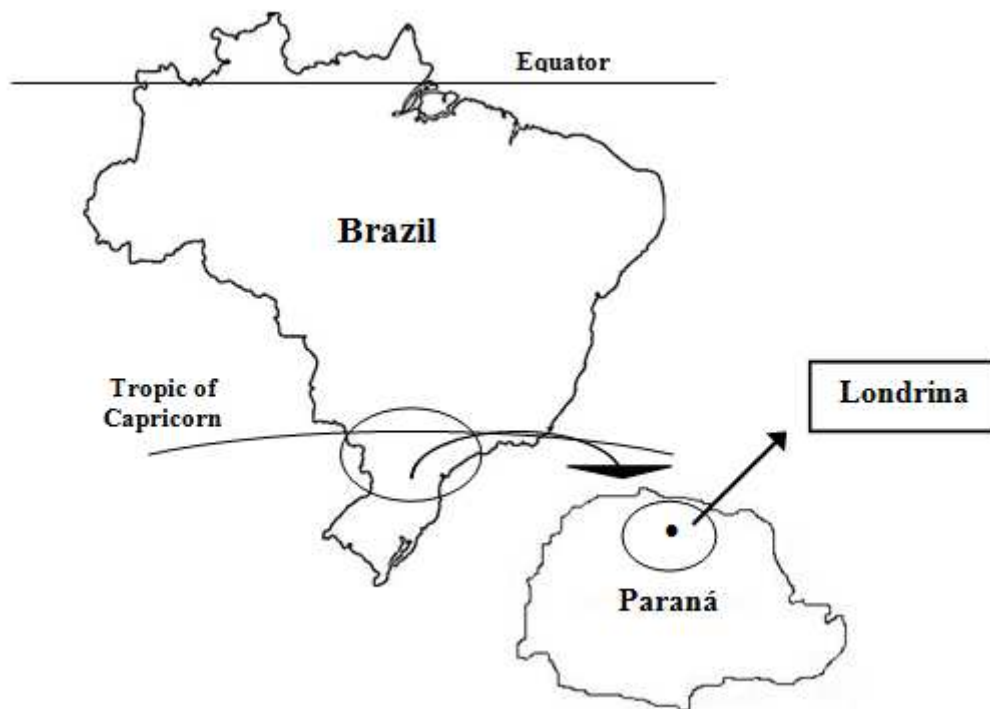 Equator
Brazil
Tropic of
Capricorn
Londrina
Paraná